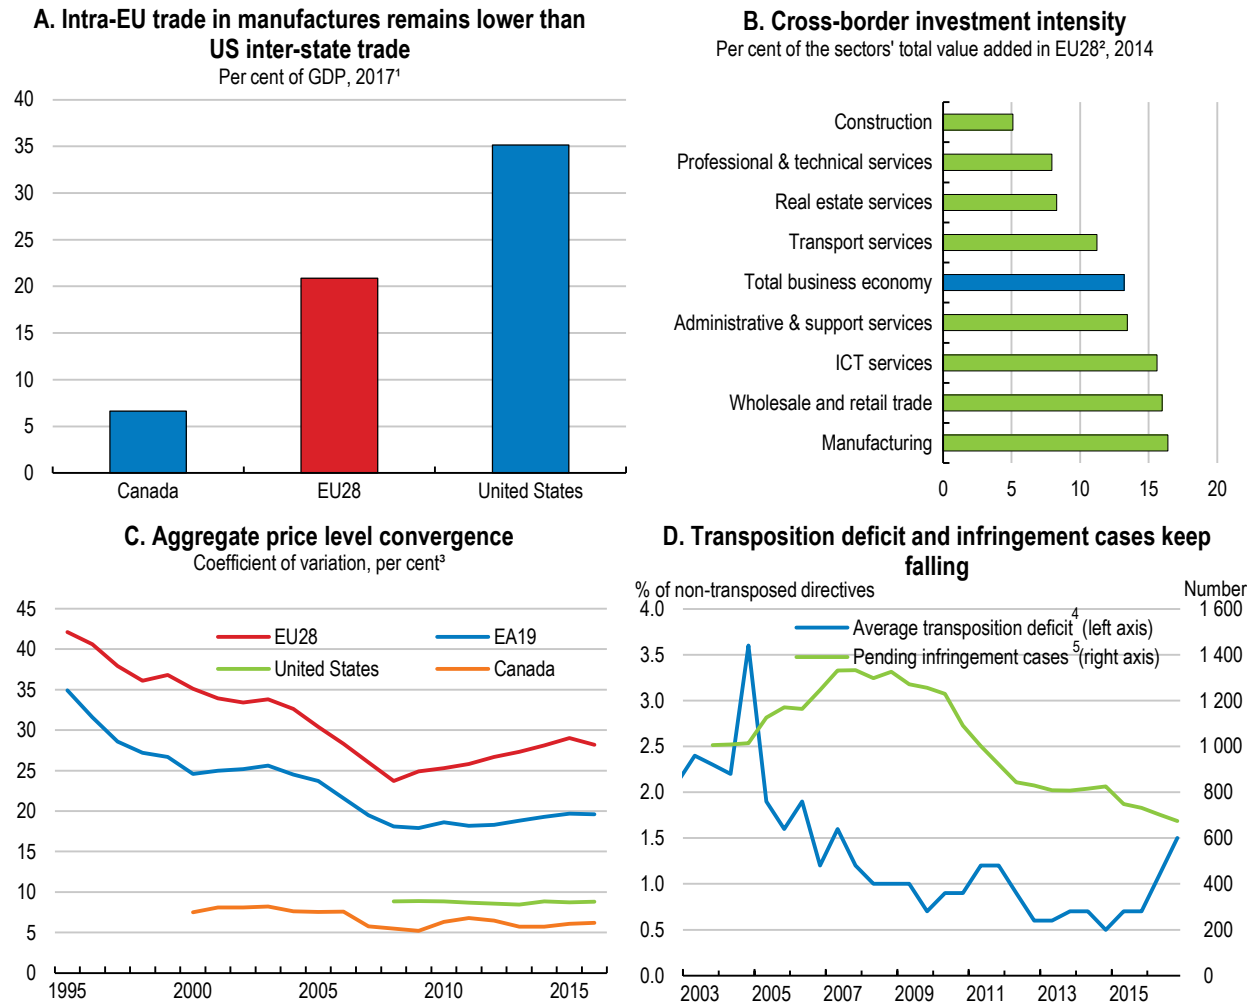 A. Intra-EU trade in manufactures remains lower than
US inter-state trade
Per cent of GDP, 2017¹
40
35
30
25
20
15
10
5
0
Canada
EU28
United States
B. Cross-border investment intensity
Per cent of the sectors' total value added in EU28², 2014
Construction
Professional & technical services
Real estate services
Transport services
Total business economy
Administrative & support services
ICT services
Wholesale and retail trade
Manufacturing
0 5 10 15 20
C. Aggregate price level convergence
Coefficient of variation, per cent³
45
40
35
30
25
20
15
10
5
0
EU28
EA19
United States
Canada
1995 2000 2005 2010 2015
D. Transposition deficit and infringement cases keep
falling
% of non-transposed directives
Number
4.0
3.5
3.0
2.5
2.0
1.5
1.0
0.5
0.0
Average transposition deficit⁴ (left axis)
Pending infringement cases ⁵(right axis)
1 600
1 400
1 200
1 000
800
600
400
200
0
2003 2005 2007 2009 2011 2013 2015